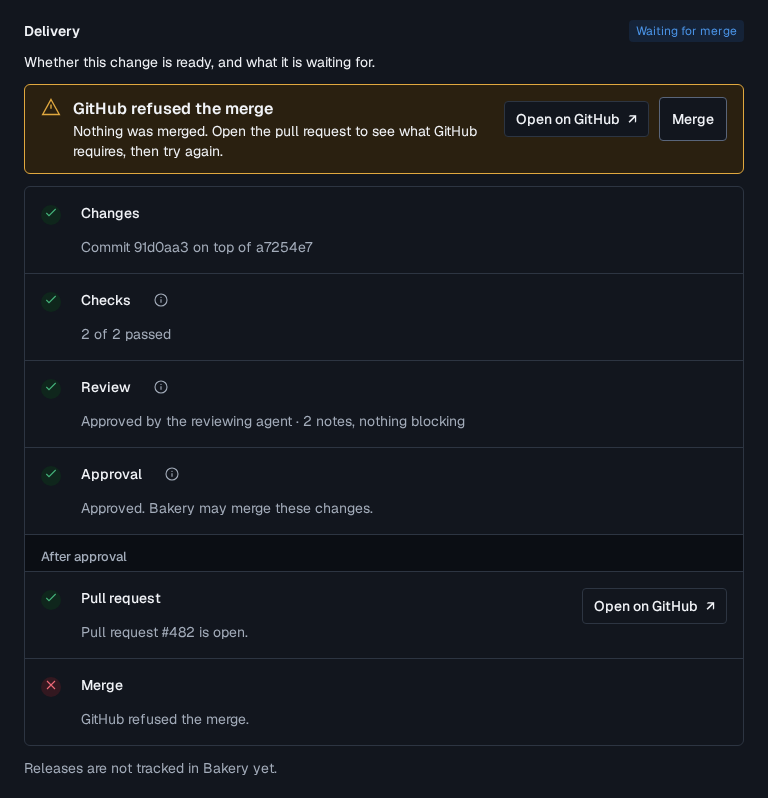 Delivery
Waiting for merge
Whether this change is ready, and what it is waiting for.
GitHub refused the merge
Nothing was merged. Open the pull request to see what GitHub
requires, then try again.
Open on GitHub
Merge
Changes
Commit 91d0aa3 on top of a7254e7
Checks
2 of 2 passed
Review
Approved by the reviewing agent · 2 notes, nothing blocking
Approval
Approved. Bakery may merge these changes.
After approval
Pull request
Open on GitHub
Pull request #482 is open.
Merge
GitHub refused the merge.
Releases are not tracked in Bakery yet.